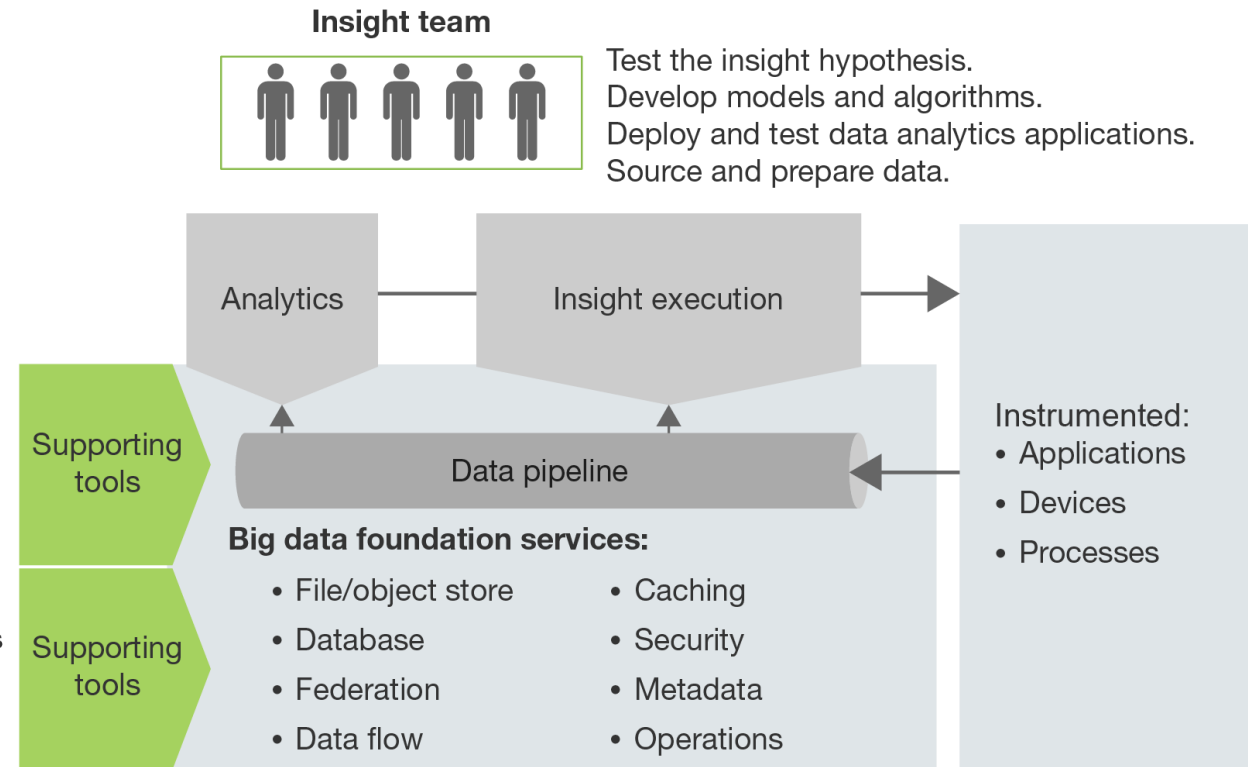 Insight team
Test the insight hypothesis.
Develop models and algorithms.
Deploy and test data analytics applications.
Source and prepare data.
Analytics
Insight execution
Supporting
tools
Data pipeline
Instrumented:
• Applications
• Devices
• Processes
Big data foundation services:
• File/object store
• Database
• Federation
• Data flow
• Caching
• Security
• Metadata
• Operations
s
Supporting
tools